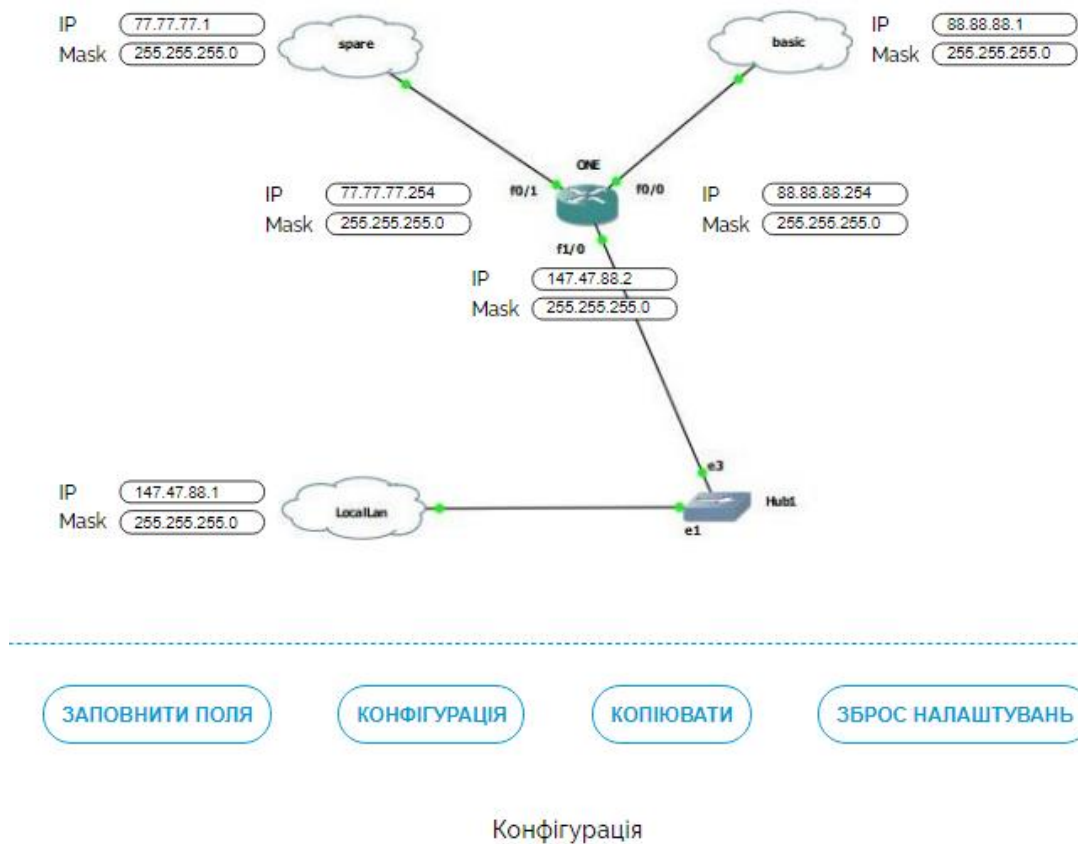 IP 77.77.77.1
Mask 255.255.255.0
spare
basic
IP 88.88.88.1
Mask 255.255.255.0
ONE
f0/1
f0/0
IP 77.77.77.254
Mask 255.255.255.0
IP 88.88.88.254
Mask 255.255.255.0
f1/0
IP 147.47.88.2
Mask 255.255.255.0
e3
IP 147.47.88.1
Mask 255.255.255.0
LocalLan
Hub1
e1
ЗАПОВНИТИ ПОЛЯ КОНФІГУРАЦІЯ КОПІЮВАТИ ЗБРОС НАЛАШТУВАНЬ
Конфігурація